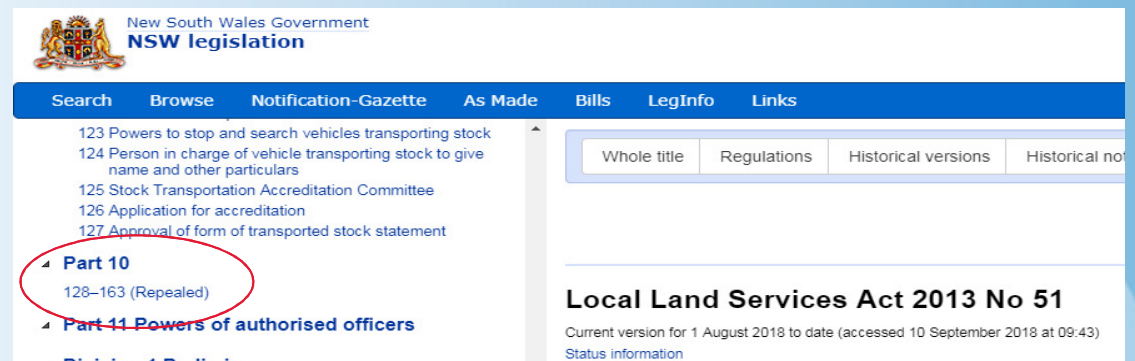 New South Wales Government
NSW legislation
Search Browse Notification-Gazette As Made Bills LegInfo Links
123 Powers to stop and search vehicles transporting stock
124 Person in charge of vehicle transporting stock to give
name and other particulars
125 Stock Transportation Accreditation Committee
126 Application for accreditation
127 Approval of form of transported stock statement
Part 10
128–163 (Repealed)
Part 11 Powers of authorised officers
Whole title Regulations Historical versions Historical not
Local Land Services Act 2013 No 51
Current version for 1 August 2018 to date (accessed 10 September 2018 at 09:43)
Status information